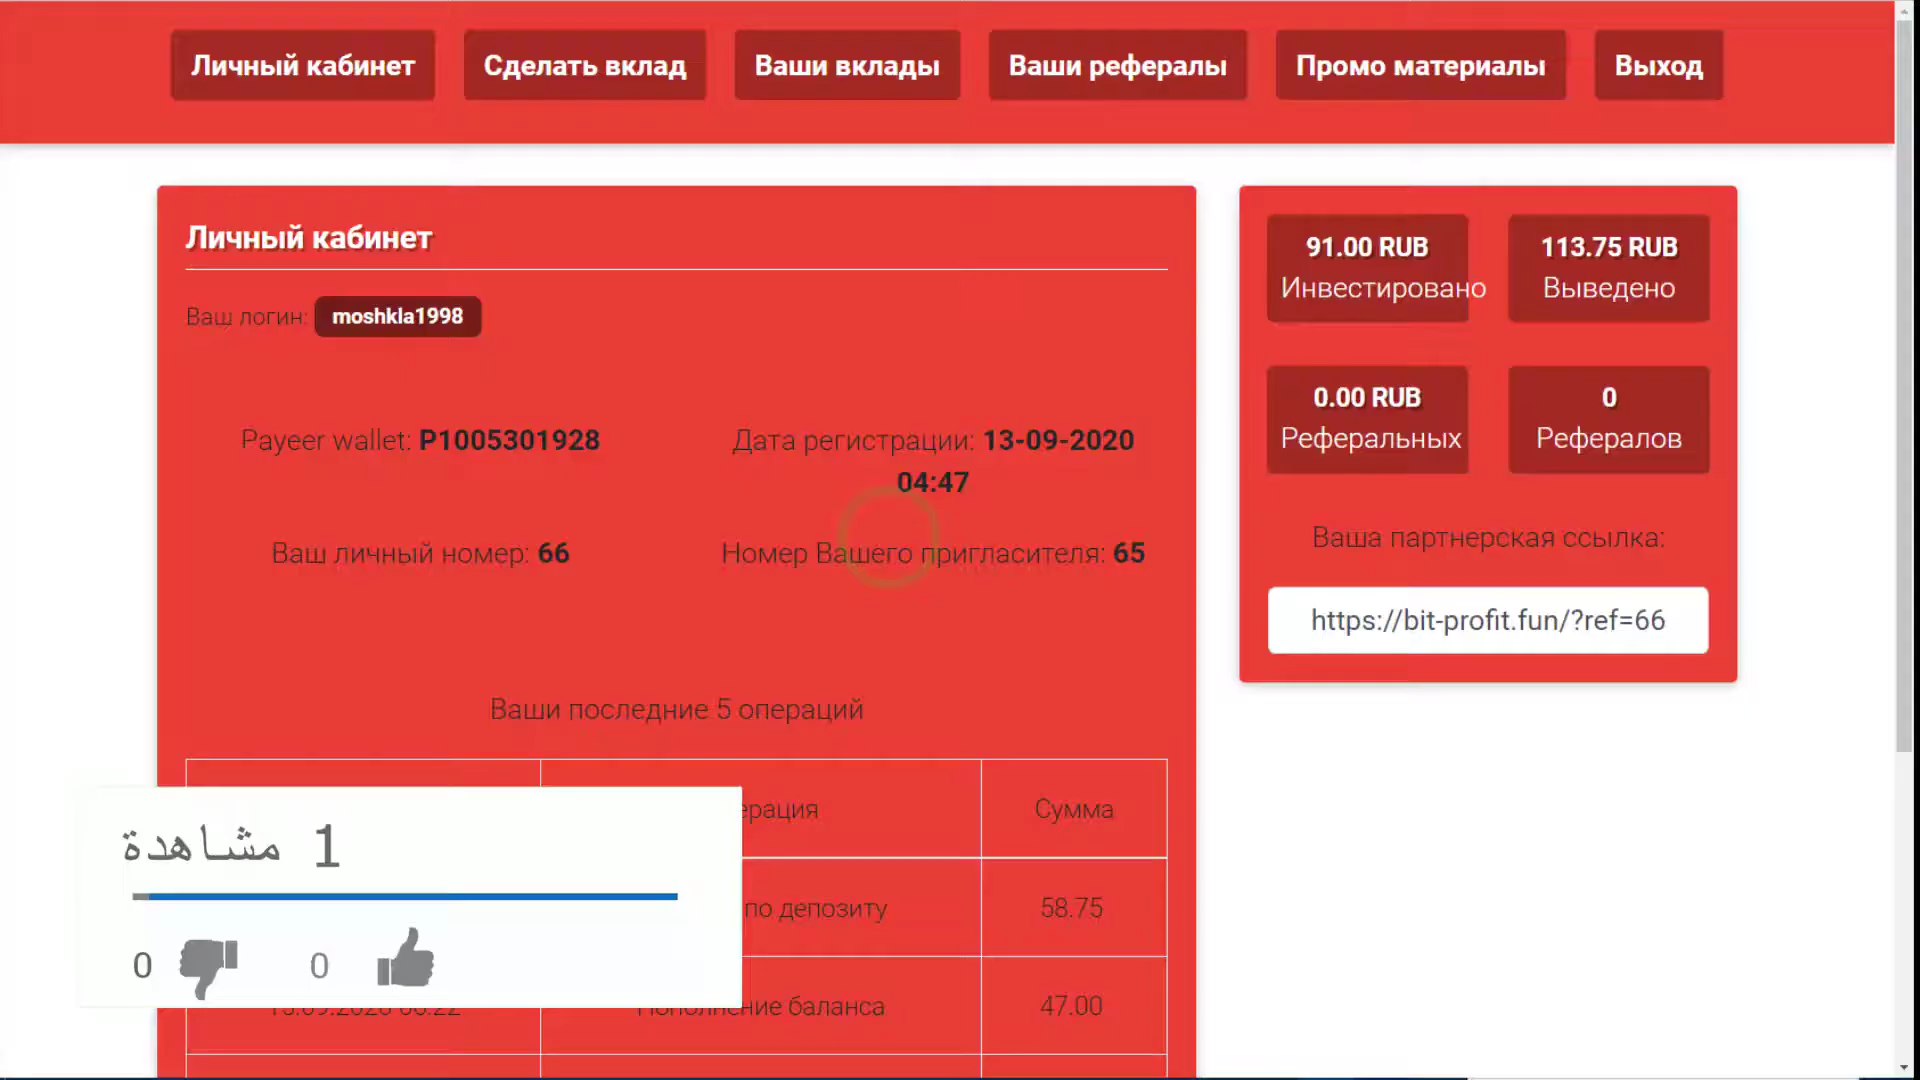 Личный кабинет
Сделать вклад
Ваши вклады
Ваши рефералы
Промо материалы
Выход
Личный кабинет
Ваш логин: moshkla1998
Payeer wallet: P1005301928
Дата регистрации: 13-09-2020
04:47
Ваш личный номер: 66
Номер Вашего пригласителя: 65
91.00 RUB
Инвестировано
113.75 RUB
Выведено
0.00 RUB
Реферальных
0
Рефералов
Ваша партнерская ссылка:
https://bit-profit.fun/?ref=66
Ваши последние 5 операций
Сумма
по депозиту
58.75
баланса
47.00
1 مشاهدة
0
0